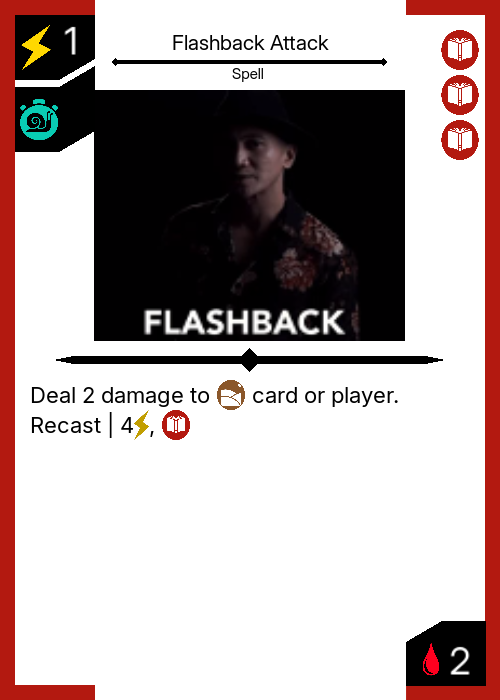 1
Flashback Attack
Spell
FLASHBACK
Deal 2 damage to card or player.
Recast | 4, 
2